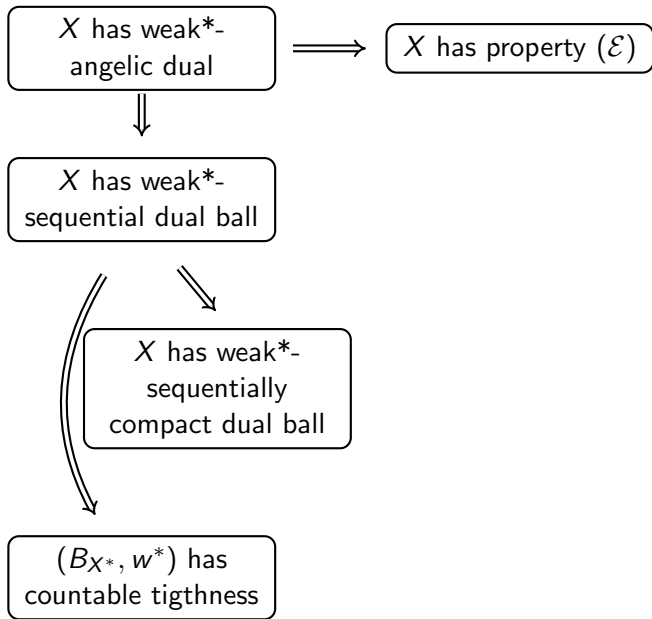 X has weak*-
angelic dual
X has property (ℰ)
X has weak*-
sequential dual ball
X has weak*-
sequentially
compact dual ball
(B_{X*}, w*) has
countable tigthness